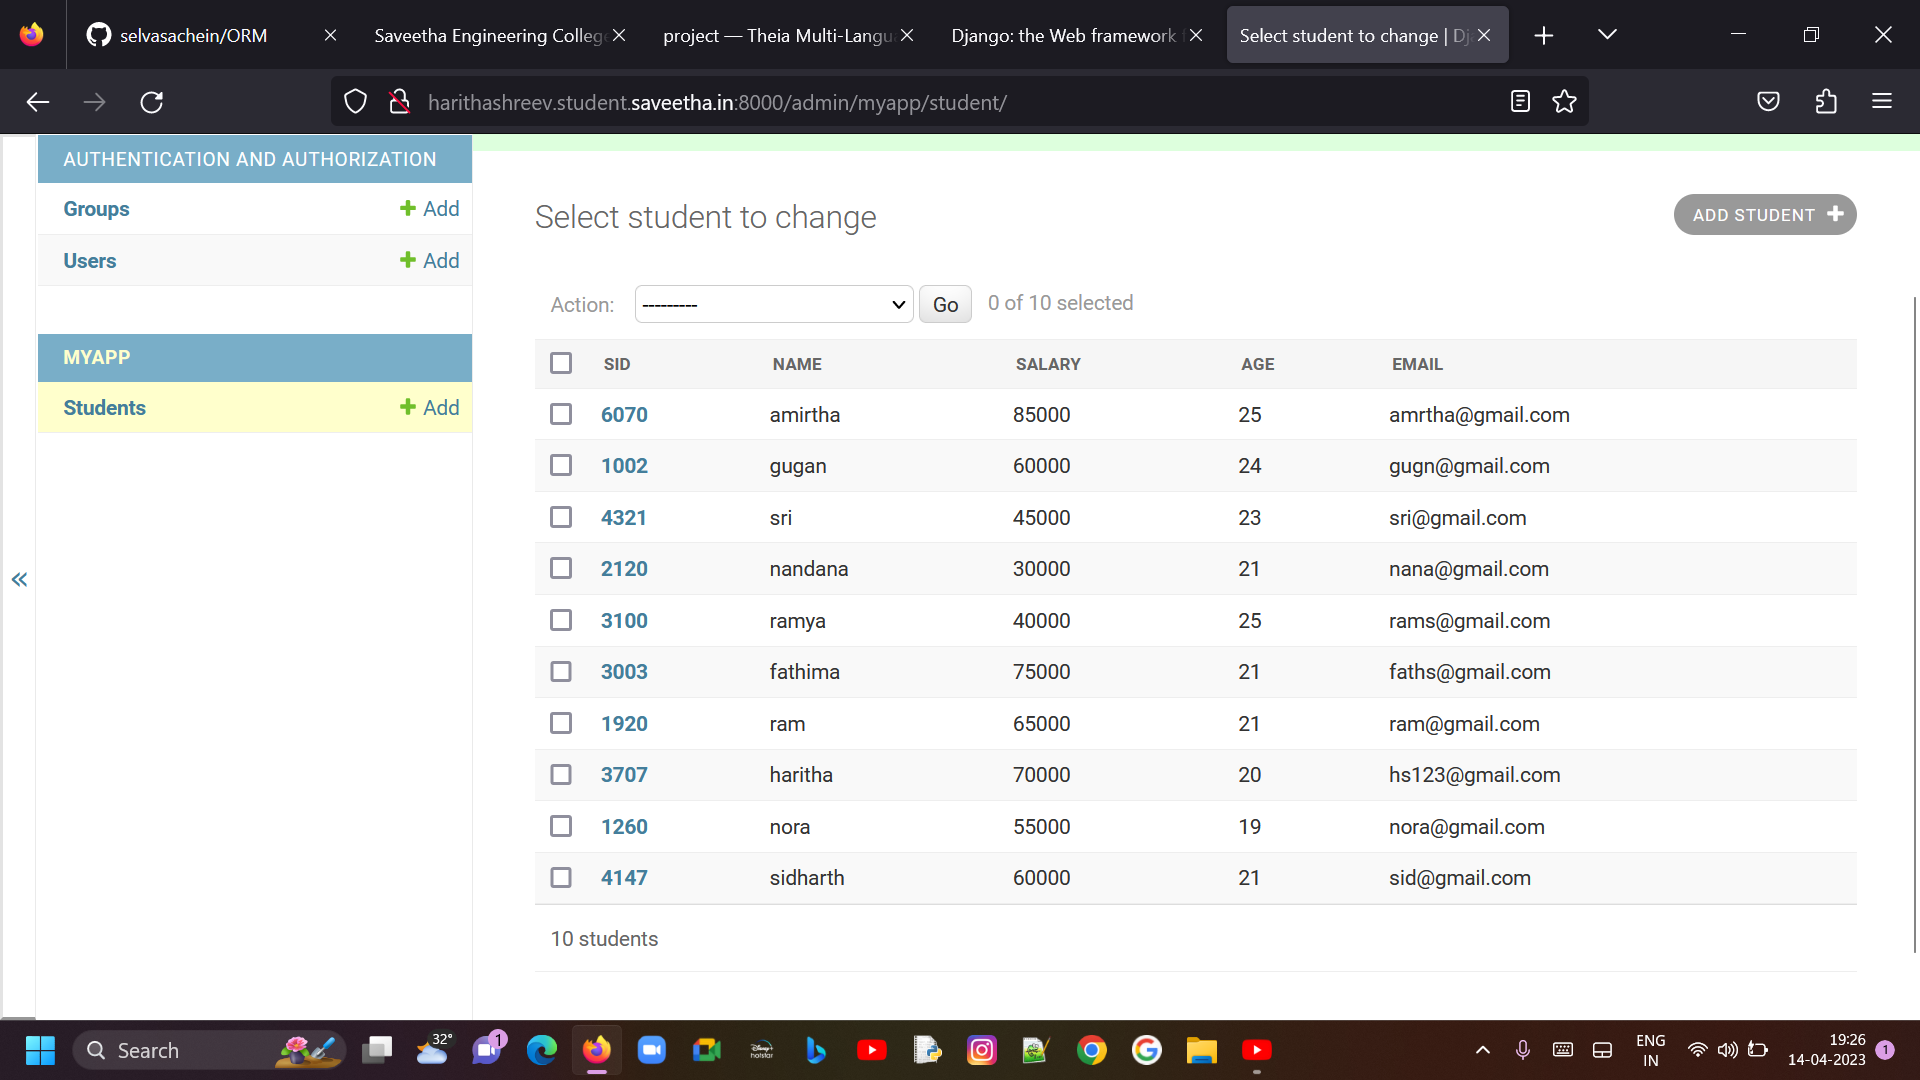 selvasachein/ORM
Saveetha Engineering College
project — Theia Multi-Langu
Django: the Web framework f
Select student to change | Dj
harithashreev.student.saveetha.in:8000/admin/myapp/student/
AUTHENTICATION AND AUTHORIZATION
Groups + Add
Users + Add
MYAPP
Students + Add
«
Select student to change
ADD STUDENT +
Action: --------- Go 0 of 10 selected
SID NAME SALARY AGE EMAIL
6070 amirtha 85000 25 amrtha@gmail.com
1002 gugan 60000 24 gugn@gmail.com
4321 sri 45000 23 sri@gmail.com
2120 nandana 30000 21 nana@gmail.com
3100 ramya 40000 25 rams@gmail.com
3003 fathima 75000 21 faths@gmail.com
1920 ram 65000 21 ram@gmail.com
3707 haritha 70000 20 hs123@gmail.com
1260 nora 55000 19 nora@gmail.com
4147 sidharth 60000 21 sid@gmail.com
10 students
Search
32°
1
Disney+ hotstar
ENG
IN
19:26
14-04-2023
1